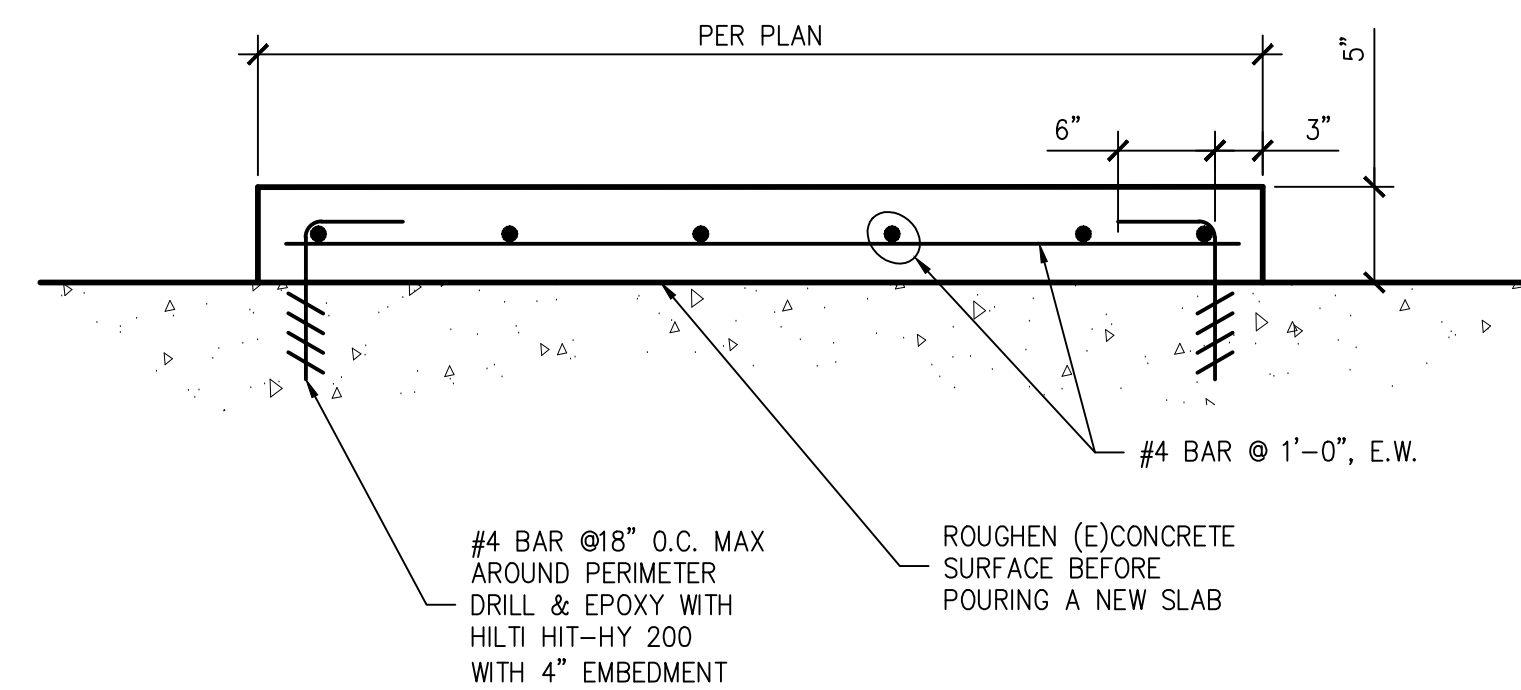 PER PLAN
5"
6"
3"
#4 BAR @ 1'-0", E.W.
#4 BAR @18" O.C. MAX
AROUND PERIMETER
DRILL & EPOXY WITH
HILTI HIT-HY 200
WITH 4" EMBEDMENT
ROUGHEN (E)CONCRETE
SURFACE BEFORE
POURING A NEW SLAB